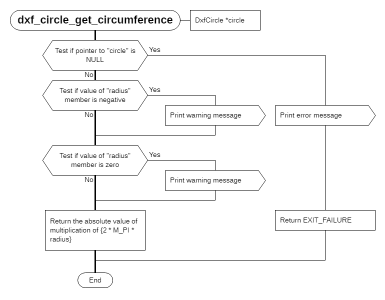 dxf_circle_get_circumference
DxfCircle *circle
Test if pointer to "circle" is
NULL
Yes
No
Test if value of "radius"
member is negative
Yes
No
Print warning message
Print error message
Test if value of "radius"
member is zero
Yes
No
Print warning message
Return the absolute value of
multiplication of {2 * M_PI *
radius}
Return EXIT_FAILURE
End